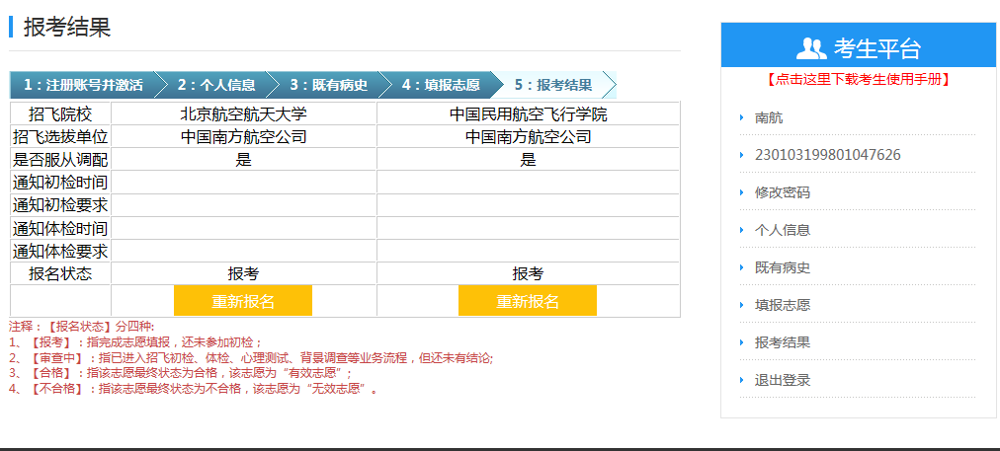 报考结果
1：注册账号并激活 2：个人信息 3：既有病史 4：填报志愿 5：报考结果
招飞院校 北京航空航天大学 中国民用航空飞行学院
招飞选拔单位 中国南方航空公司 中国南方航空公司
是否服从调配 是 是
通知初检时间
通知初检要求
通知体检时间
通知体检要求
报名状态 报考 报考
重新报名 重新报名
注释：【报名状态】分四种;
1、【报考】：指完成志愿填报，还未参加初检；
2、【审查中】：指已进入招飞初检、体检、心理测试、背景调查等业务流程，但还未有结论;
3、【合格】：指该志愿最终状态为合格，该志愿为“有效志愿”;
4、【不合格】：指该志愿最终状态为不合格，该志愿为“无效志愿”。
考生平台
【点击这里下载考生使用手册】
南航
230103199801047626
修改密码
个人信息
既有病史
填报志愿
报考结果
退出登录